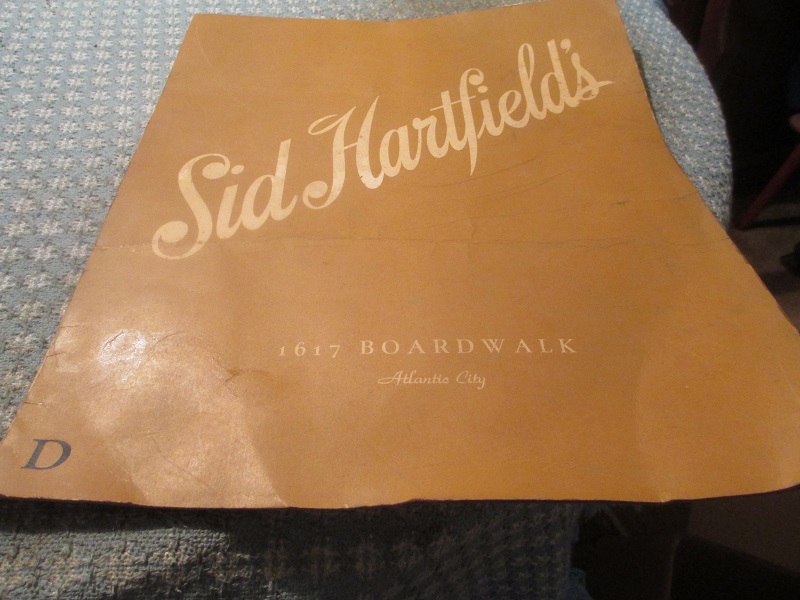 Sid Hartfield's
1617 BOARDWALK
Atlantic City
D